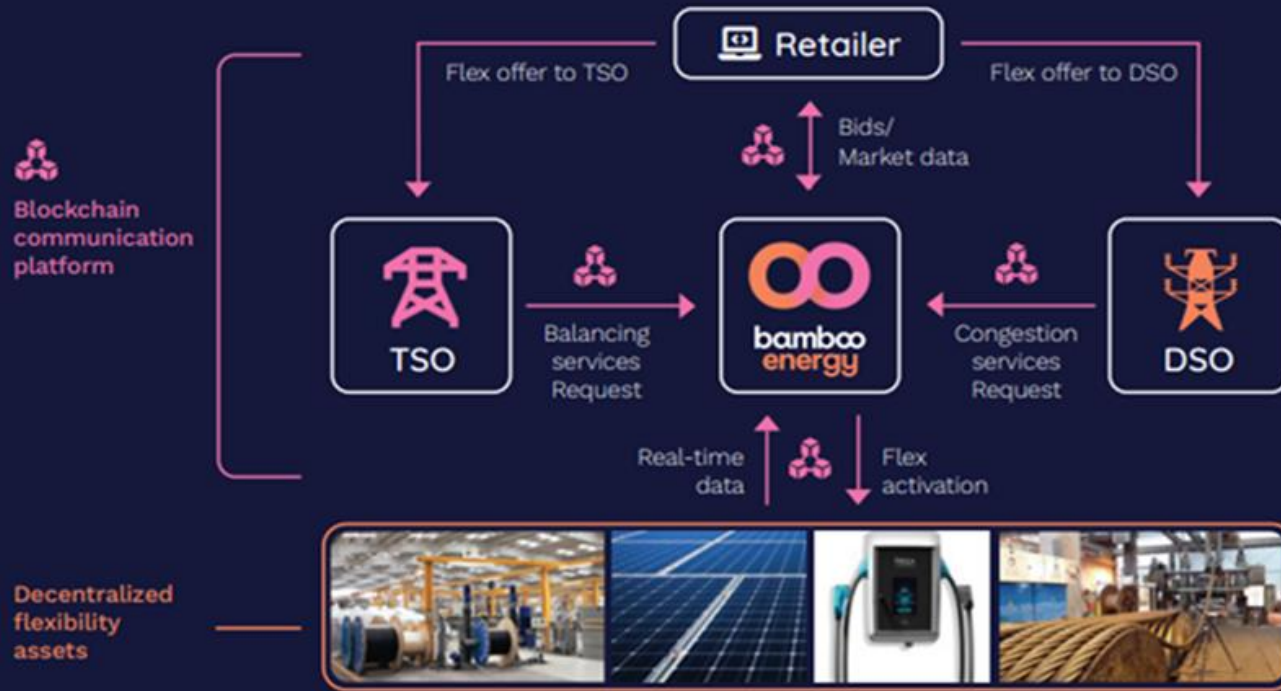 Retailer
Flex offer to TSO
Flex offer to DSO
Bids/
Market data
Blockchain
communication
platform
TSO
Balancing
services
Request
bamboo
energy
Congestion
services
Request
DSO
Real-time
data
Flex
activation
Decentralized
flexibility
assets